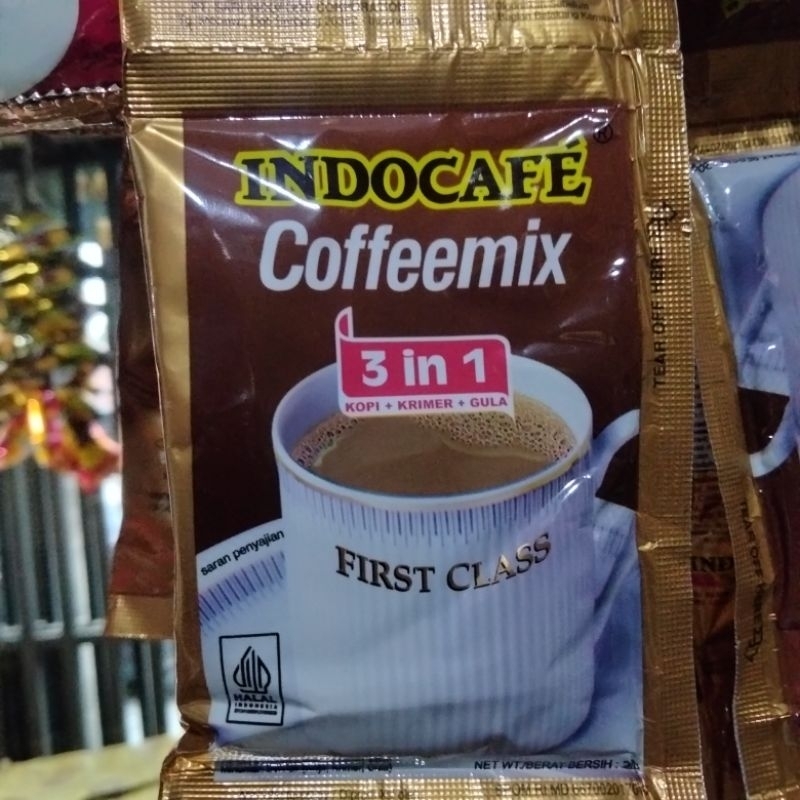 INDOCAFÉ®
Coffeemix
3 in 1
KOPI + KRIMER + GULA
FIRST CLASS
saran penyajian
HALAL
INDONESIA
NET WT./BERAT BERSIH :
TEAR OFF HERE